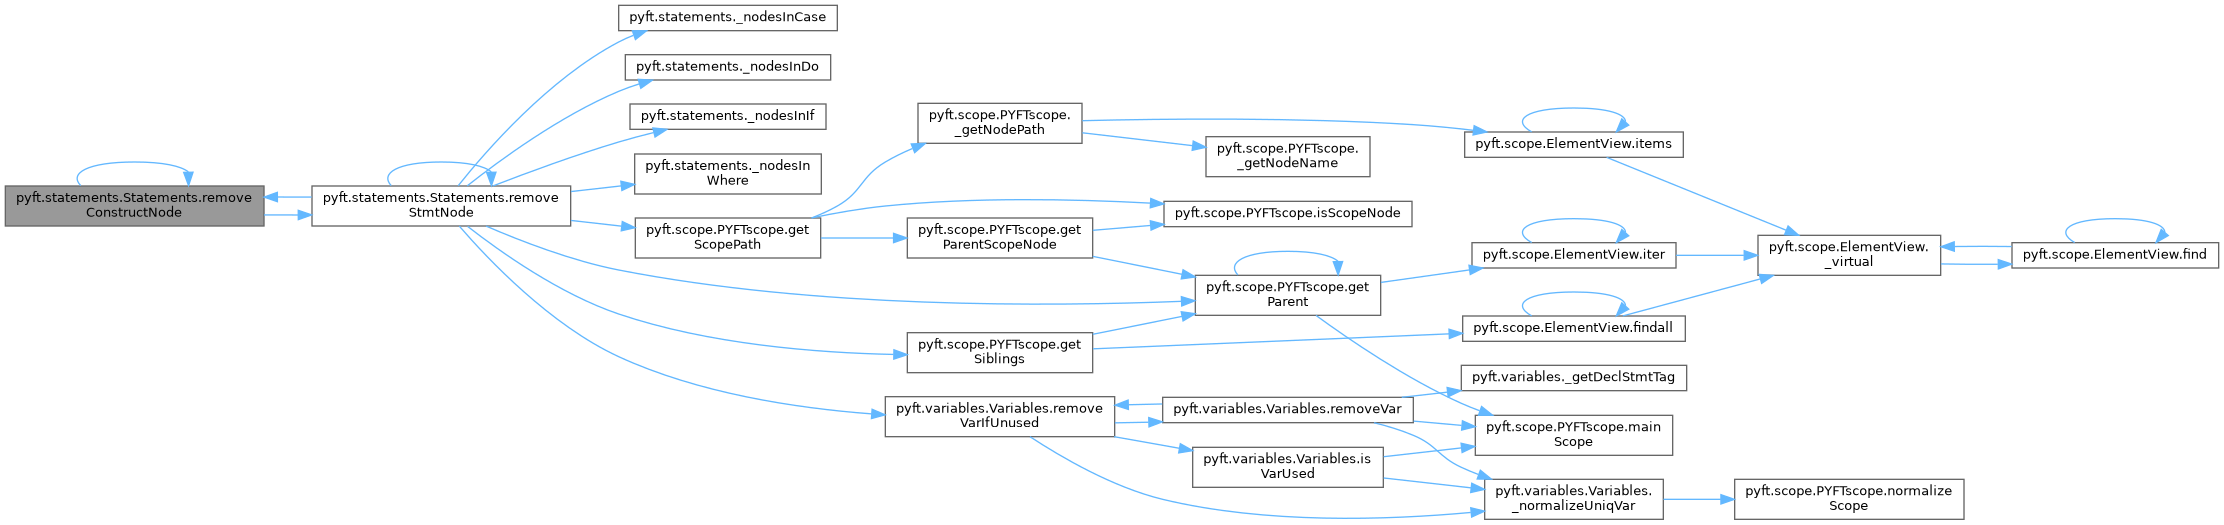 pyft.statements.Statements.remove
ConstructNode
pyft.statements.Statements.remove
StmtNode
pyft.statements._nodesInCase
pyft.statements._nodesInDo
pyft.statements._nodesInIf
pyft.statements._nodesIn
Where
pyft.scope.PYFTscope.get
ScopePath
pyft.scope.PYFTscope.
_getNodePath
pyft.scope.PYFTscope.get
ParentScopeNode
pyft.scope.PYFTscope.get
Siblings
pyft.variables.Variables.remove
VarIfUnused
pyft.scope.PYFTscope.
_getNodeName
pyft.scope.PYFTscope.isScopeNode
pyft.scope.PYFTscope.get
Parent
pyft.variables.Variables.removeVar
pyft.variables.Variables.is
VarUsed
pyft.scope.ElementView.items
pyft.scope.ElementView.iter
pyft.scope.ElementView.findall
pyft.variables._getDeclStmtTag
pyft.scope.PYFTscope.main
Scope
pyft.variables.Variables.
_normalizeUniqVar
pyft.scope.ElementView.
_virtual
pyft.scope.PYFTscope.normalize
Scope
pyft.scope.ElementView.find